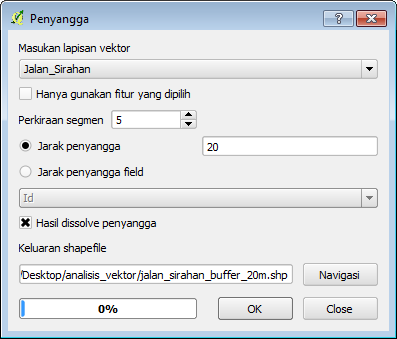 Penyangga
Masukan lapisan vektor
Jalan_Sirahan
Hanya gunakan fitur yang dipilih
Perkiraan segmen 5
Jarak penyangga 20
Jarak penyangga field
Id
Hasil dissolve penyangga
Keluaran shapefile
/Desktop/analisis_vektor/jalan_sirahan_buffer_20m.shp Navigasi
0% OK Close